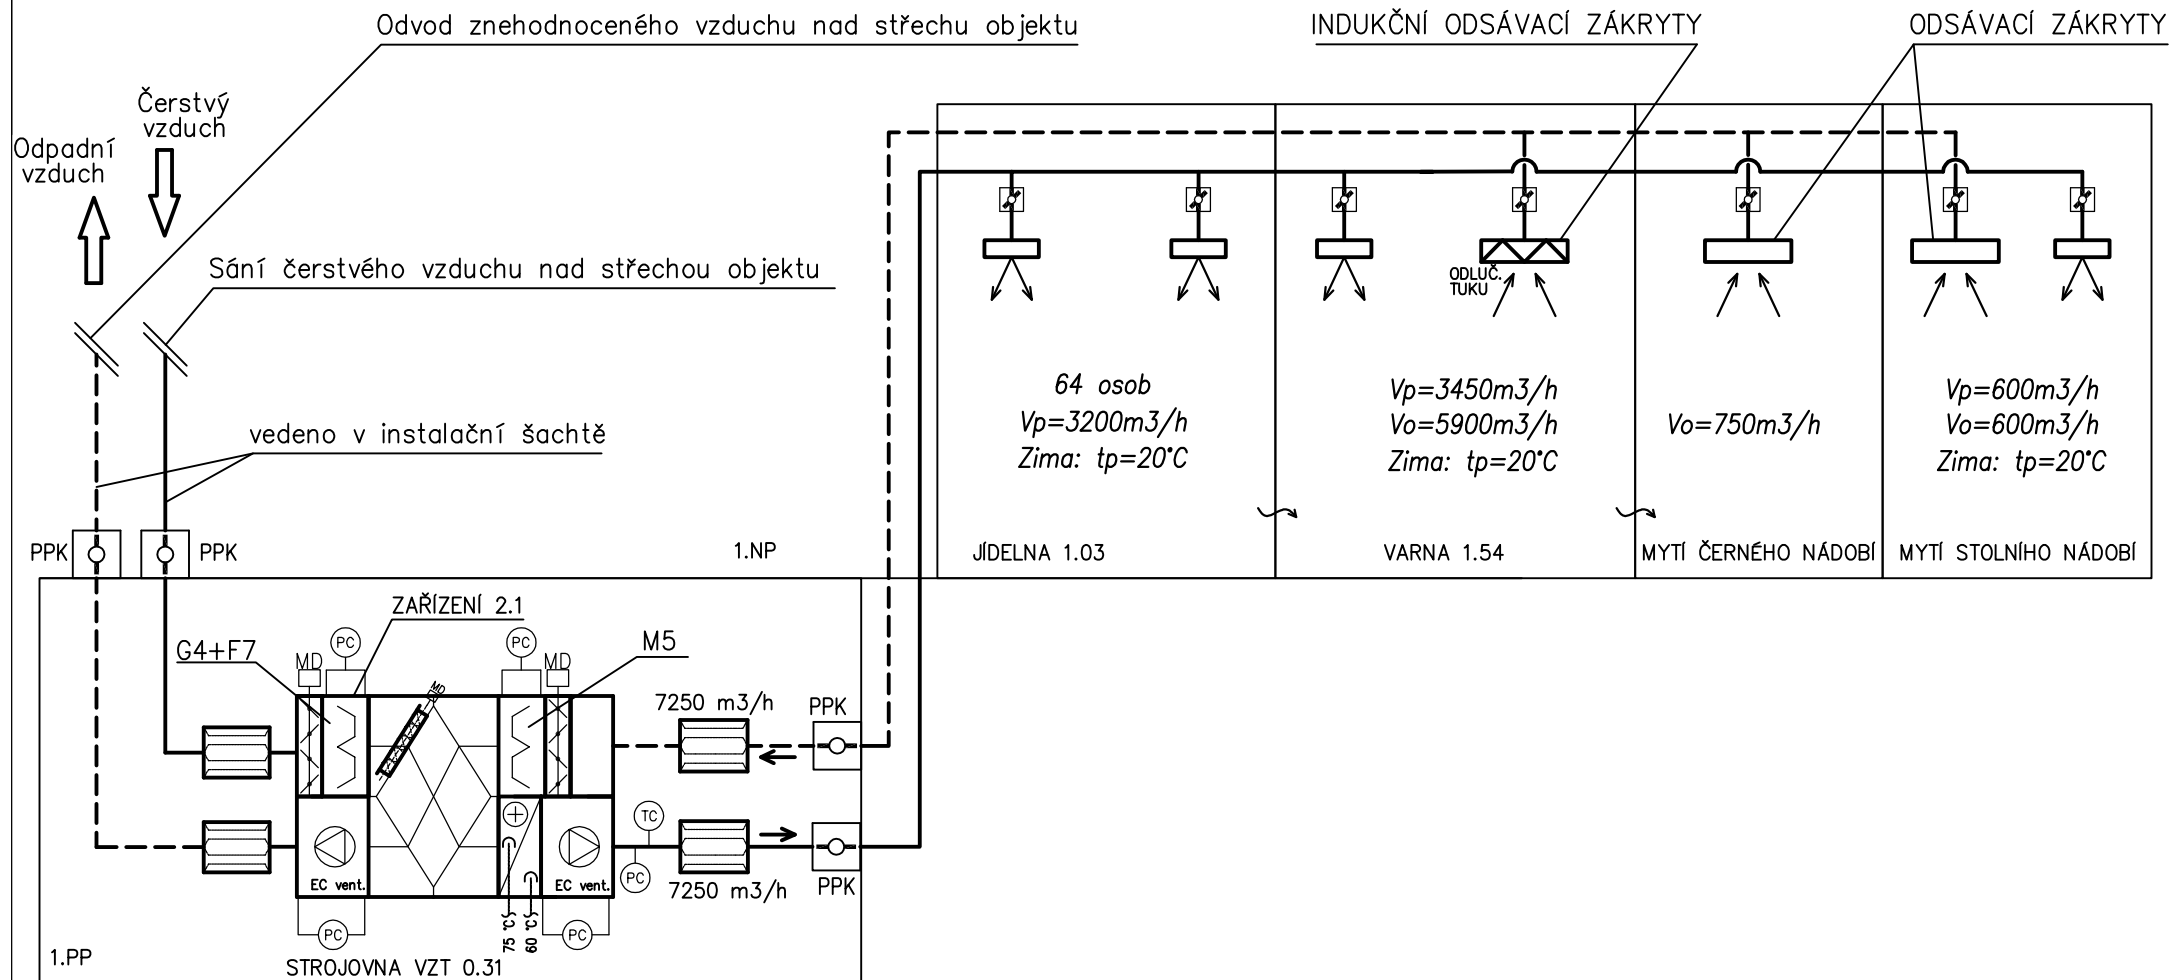 Odvod znehodnoceného vzduchu nad střechu objektu
INDUKČNÍ ODSÁVACÍ ZÁKRYTY
ODSÁVACÍ ZÁKRYTY
Čerstvý
vzduch
Odpadní
vzduch
Sání čerstvého vzduchu nad střechou objektu
ODLUČ.
TUKU
64 osob
Vp=3200m3/h
Zima: tp=20°C
Vp=3450m3/h
Vo=5900m3/h
Zima: tp=20°C
Vo=750m3/h
Vp=600m3/h
Vo=600m3/h
Zima: tp=20°C
vedeno v instalační šachtě
PPK
PPK
1.NP
JÍDELNA 1.03
VARNA 1.54
MYTÍ ČERNÉHO NÁDOBÍ
MYTÍ STOLNÍHO NÁDOBÍ
ZAŘÍZENÍ 2.1
G4+F7
MD
PC
PC
MD
M5
MD
7250 m3/h
PPK
TC
PC
7250 m3/h
PPK
EC vent.
EC vent.
75 °C
60 °C
PC
PC
1.PP
STROJOVNA VZT 0.31